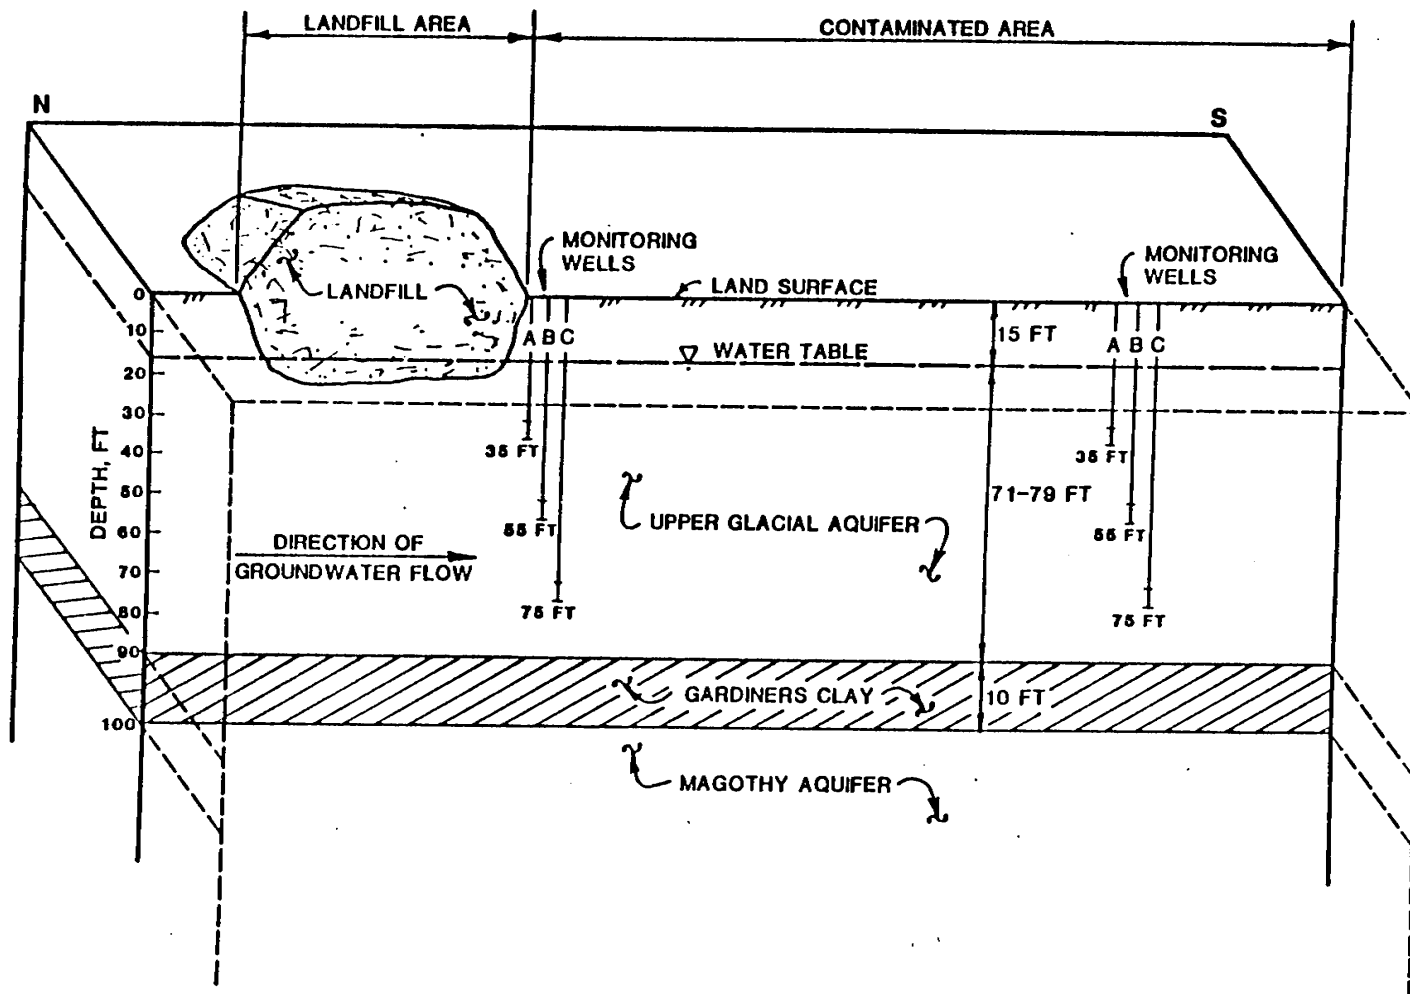 LANDFILL AREA
CONTAMINATED AREA
N
S
MONITORING
WELLS
MONITORING
WELLS
LANDFILL
LAND SURFACE
0
10
20
30
40
50
60
70
80
90
100
DEPTH, FT
A B C
15 FT
A B C
WATER TABLE
35 FT
35 FT
71-79 FT
UPPER GLACIAL AQUIFER
55 FT
55 FT
DIRECTION OF
GROUNDWATER FLOW
75 FT
75 FT
GARDINERS CLAY
10 FT
MAGOTHY AQUIFER